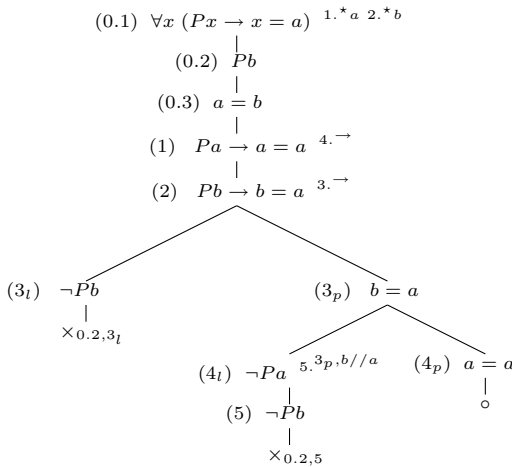 (0.1) ∀x (Px → x = a) 1.⋆a 2.⋆b
(0.2) Pb
(0.3) a = b
(1) Pa → a = a 4.→
(2) Pb → b = a 3.→
(3l) ¬Pb
(3p) b = a
×0.2,3l
(4l) ¬Pa 5.3p,b//a
(4p) a = a
(5) ¬Pb
∘
×0.2,5